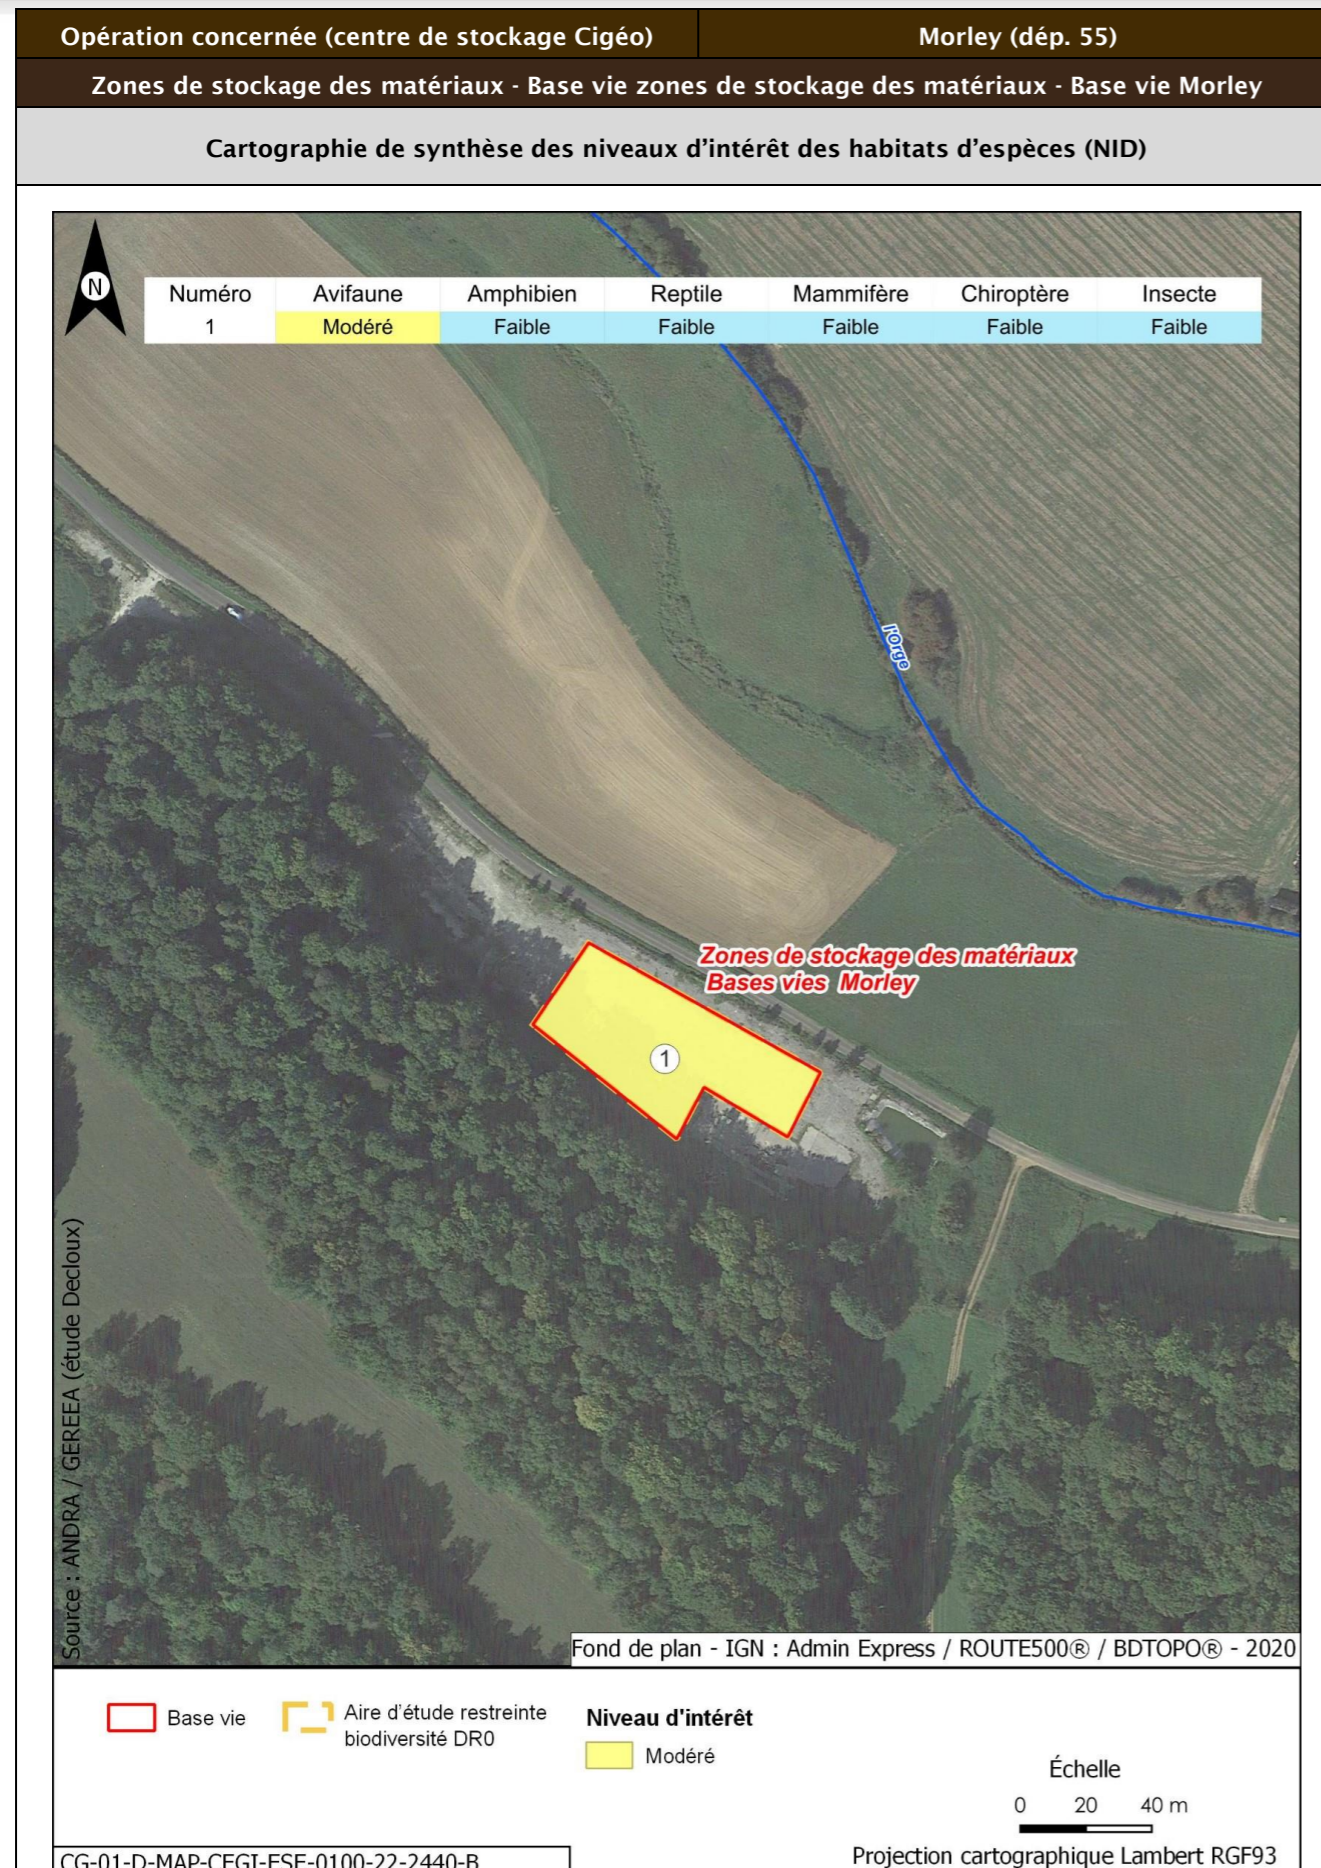 Opération concernée (centre de stockage Cigéo) Morley (dép. 55)
Zones de stockage des matériaux - Base vie zones de stockage des matériaux - Base vie Morley
Cartographie de synthèse des niveaux d'intérêt des habitats d'espèces (NID)
N
Numéro Avifaune Amphibien Reptile Mammifère Chiroptère Insecte
1 Modéré Faible Faible Faible Faible Faible
l'Orge
Zones de stockage des matériaux
Bases vies Morley
1
Source : ANDRA / GEREEA (étude Decloux)
Fond de plan - IGN : Admin Express / ROUTE500® / BDTOPO® - 2020
Base vie
Aire d'étude restreinte
biodiversité DR0
Niveau d'intérêt
Modéré
Échelle
0 20 40 m
Projection cartographique Lambert RGF93
CG-01-D-MAP-CEGI-ESE-0100-22-2440-B